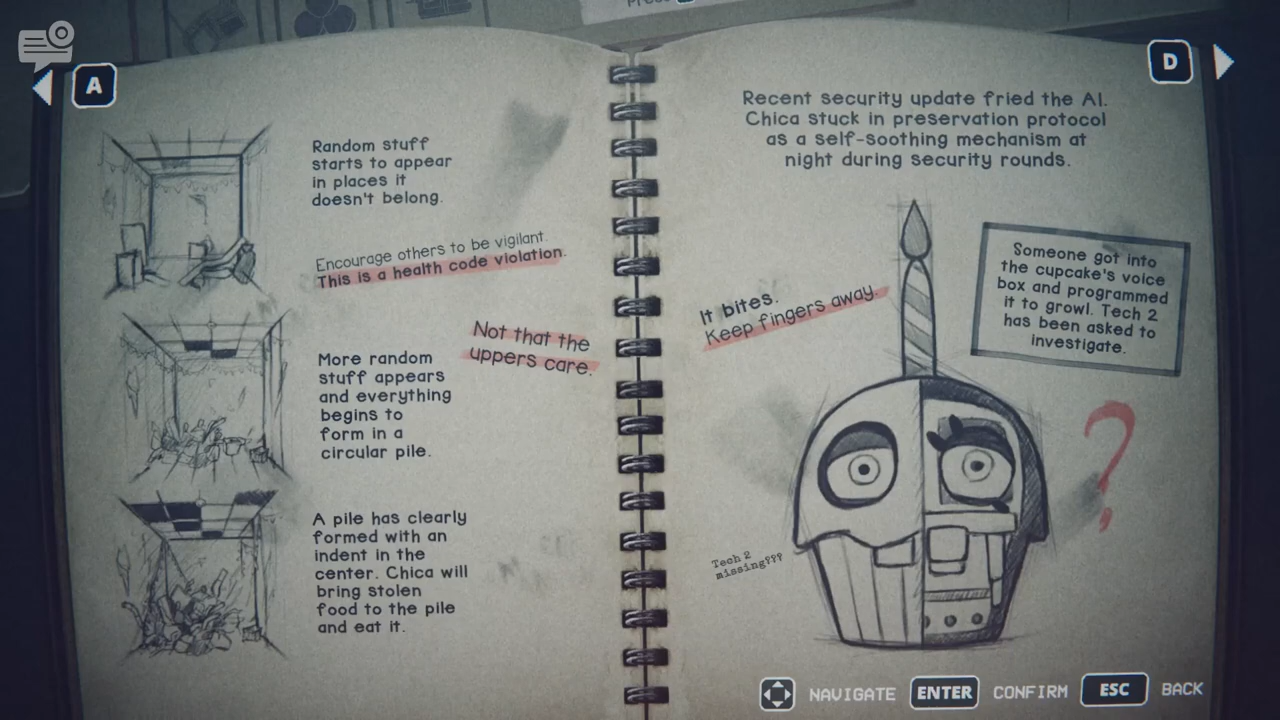 Press
A
D
Random stuff
starts to appear
in places it
doesn't belong.
Encourage others to be vigilant.
This is a health code violation.
Not that the
uppers care.
More random
stuff appears
and everything
begins to
form in a
circular pile.
A pile has clearly
formed with an
indent in the
center. Chica will
bring stolen
food to the pile
and eat it.
Recent security update fried the AI.
Chica stuck in preservation protocol
as a self-soothing mechanism at
night during security rounds.
It bites.
Keep fingers away.
Someone got into
the cupcake's voice
box and programmed
it to growl. Tech 2
has been asked to
investigate.
?
Tech 2
missing???
NAVIGATE ENTER CONFIRM ESC BACK